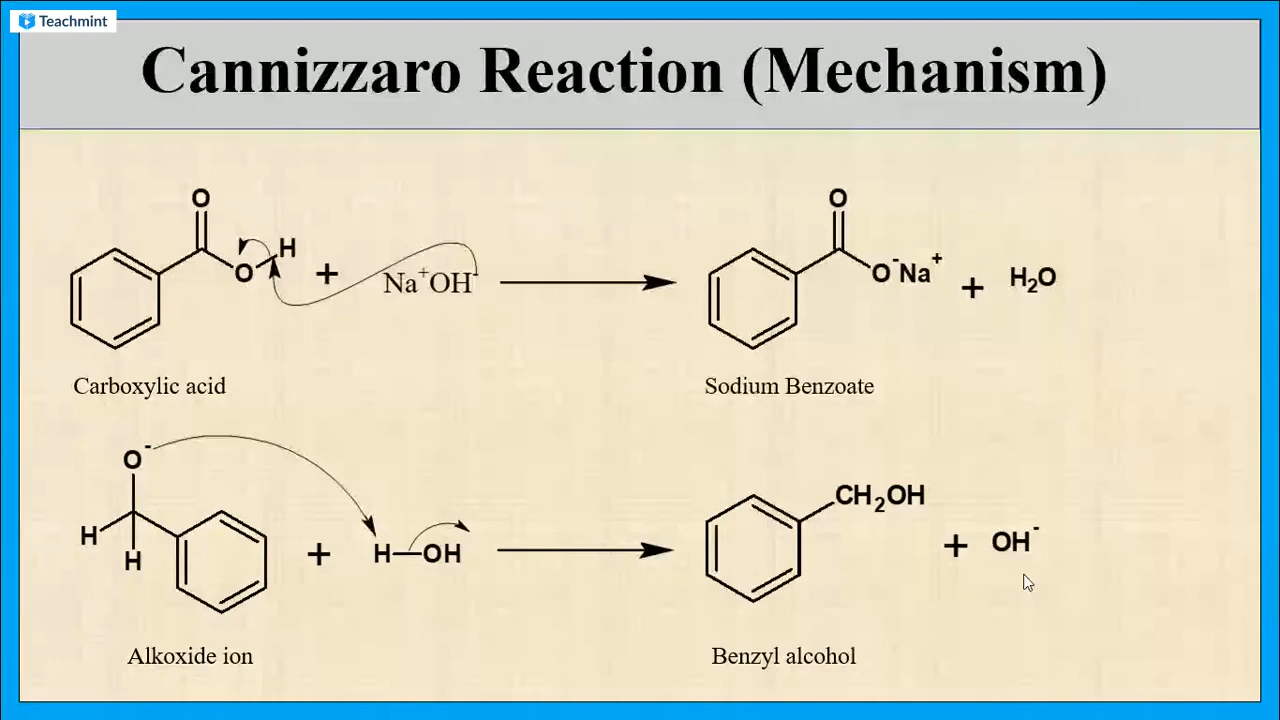 Teachmint
Cannizzaro Reaction (Mechanism)
O
O
H
O
+
Na⁺OH⁻
O⁻Na⁺
+
H₂O
Carboxylic acid
Sodium Benzoate
O⁻
H
H
+
H—OH
CH₂OH
+
OH⁻
Alkoxide ion
Benzyl alcohol